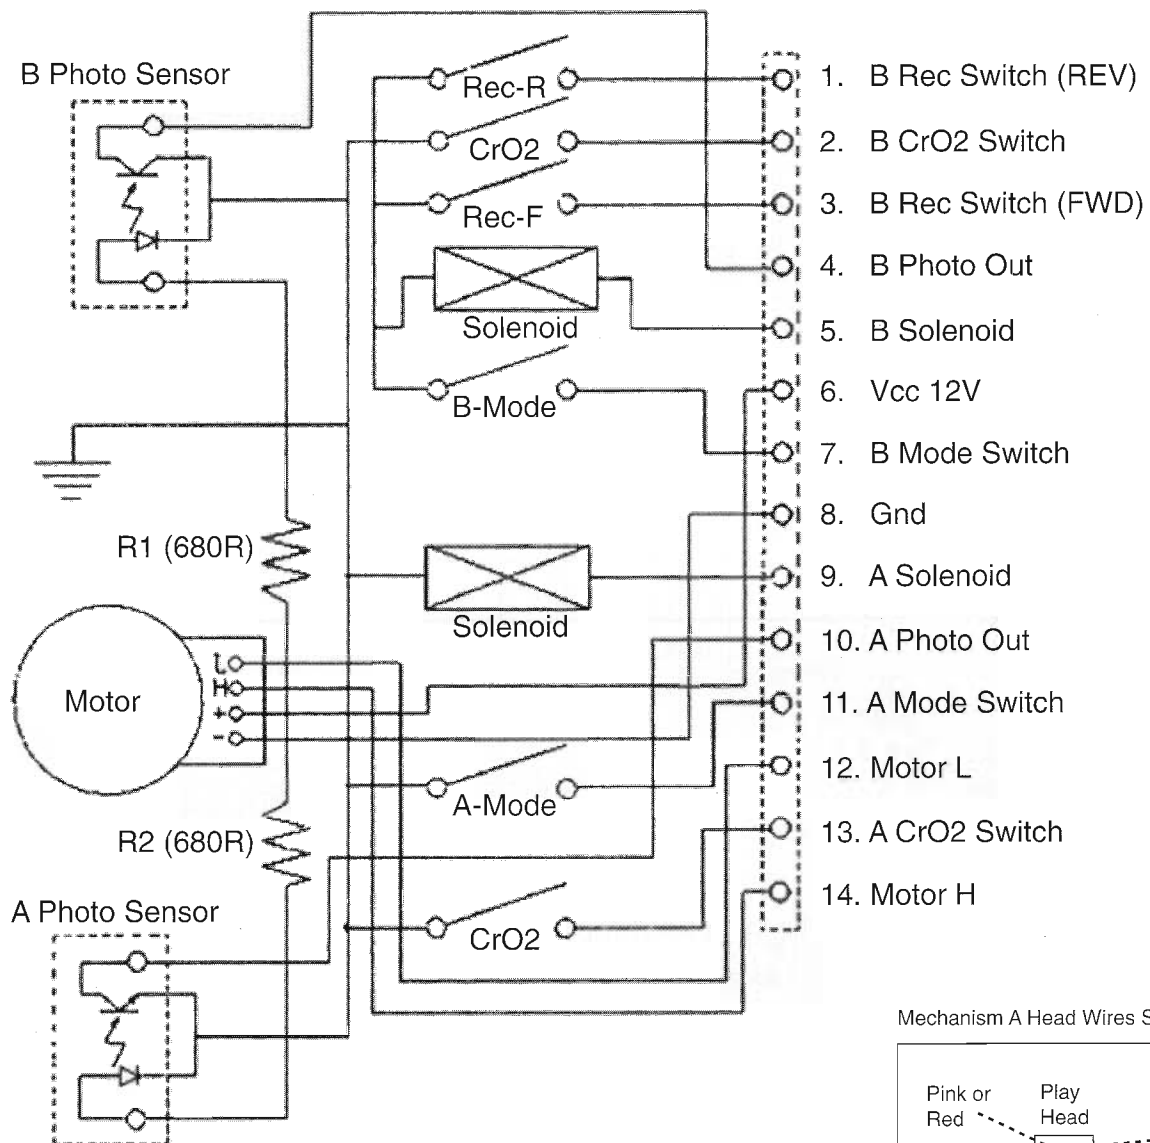 B Photo Sensor
Rec-R
CrO2
Rec-F
Solenoid
B-Mode
R1 (680R)
Solenoid
Motor
L
H
+
-
A-Mode
R2 (680R)
A Photo Sensor
CrO2
1. B Rec Switch (REV)
2. B CrO2 Switch
3. B Rec Switch (FWD)
4. B Photo Out
5. B Solenoid
6. Vcc 12V
7. B Mode Switch
8. Gnd
9. A Solenoid
10. A Photo Out
11. A Mode Switch
12. Motor L
13. A CrO2 Switch
14. Motor H
Mechanism A Head Wires S
Pink or
Red
Play
Head